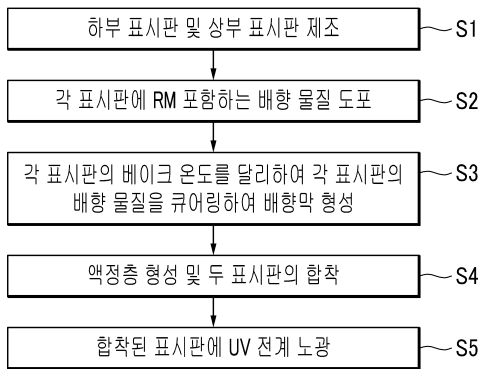 하부 표시판 및 상부 표시판 제조
S1
각 표시판에 RM 포함하는 배향 물질 도포
S2
각 표시판의 베이크 온도를 달리하여 각 표시판의
배향 물질을 큐어링하여 배향막 형성
S3
액정층 형성 및 두 표시판의 합착
S4
합착된 표시판에 UV 전계 노광
S5